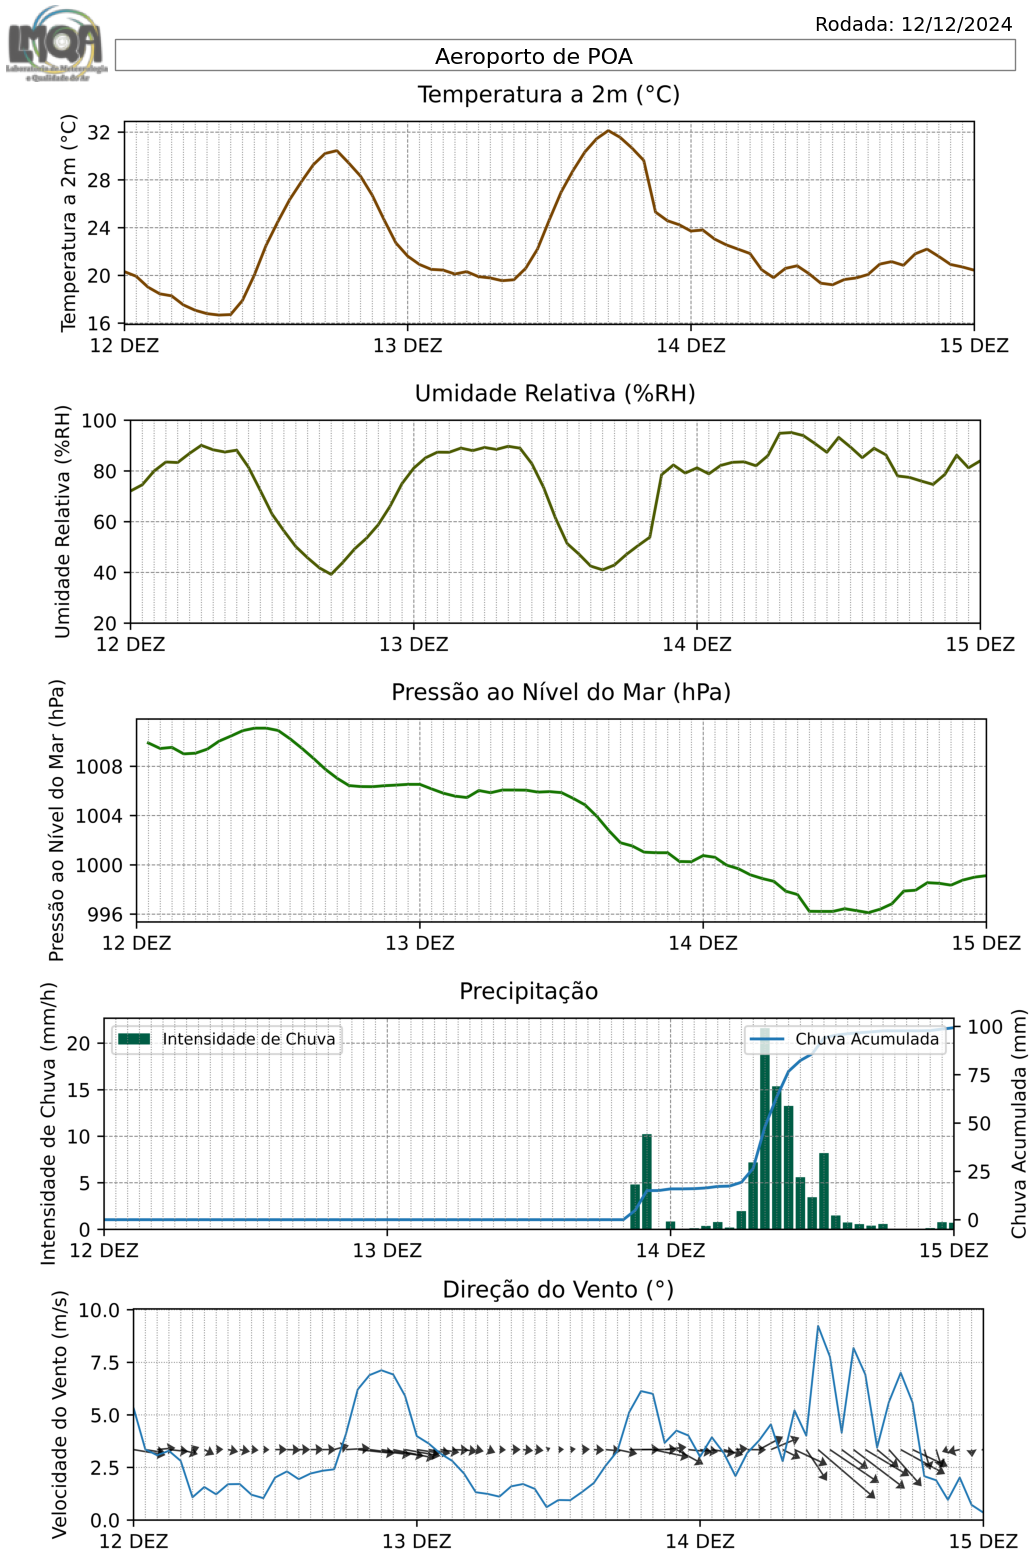 Rodada: 12/12/2024
LMQA
Laboratório de Meteorologia
e Qualidade do Ar
Aeroporto de POA
Temperatura a 2m (°C)
Temperatura a 2m (°C)
32
28
24
20
16
12 DEZ 13 DEZ 14 DEZ 15 DEZ
Umidade Relativa (%RH)
Umidade Relativa (%RH)
100
80
60
40
20
12 DEZ 13 DEZ 14 DEZ 15 DEZ
Pressão ao Nível do Mar (hPa)
Pressão ao Nível do Mar (hPa)
1008
1004
1000
996
12 DEZ 13 DEZ 14 DEZ 15 DEZ
Precipitação
Intensidade de Chuva (mm/h)
20
15
10
5
0
Intensidade de Chuva
Chuva Acumulada
100
75
50
25
0
Chuva Acumulada (mm)
12 DEZ 13 DEZ 14 DEZ 15 DEZ
Direção do Vento (°)
Velocidade do Vento (m/s)
10.0
7.5
5.0
2.5
0.0
12 DEZ 13 DEZ 14 DEZ 15 DEZ